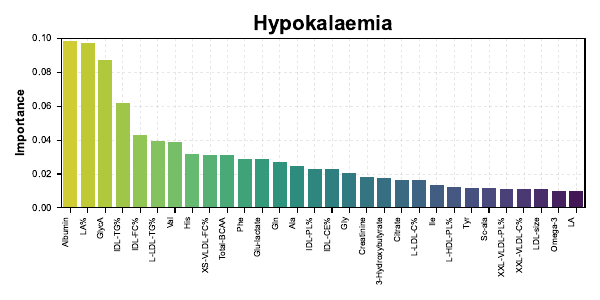 Hypokalaemia
Importance
0.10
0.08
0.06
0.04
0.02
0.00
Albumin
LA%
GlycA
IDL-TG%
IDL-FC%
L-LDL-TG%
Val
His
XS-VLDL-FC%
Total-BCAA
Phe
Glu-lactate
Gln
Ala
IDL-PL%
IDL-CE%
Gly
Creatinine
3-Hydroxybutyrate
Citrate
L-LDL-C%
Ile
L-HDL-PL%
Tyr
Sc-ala
XXL-VLDL-PL%
XXL-VLDL-C%
LDL-size
Omega-3
LA